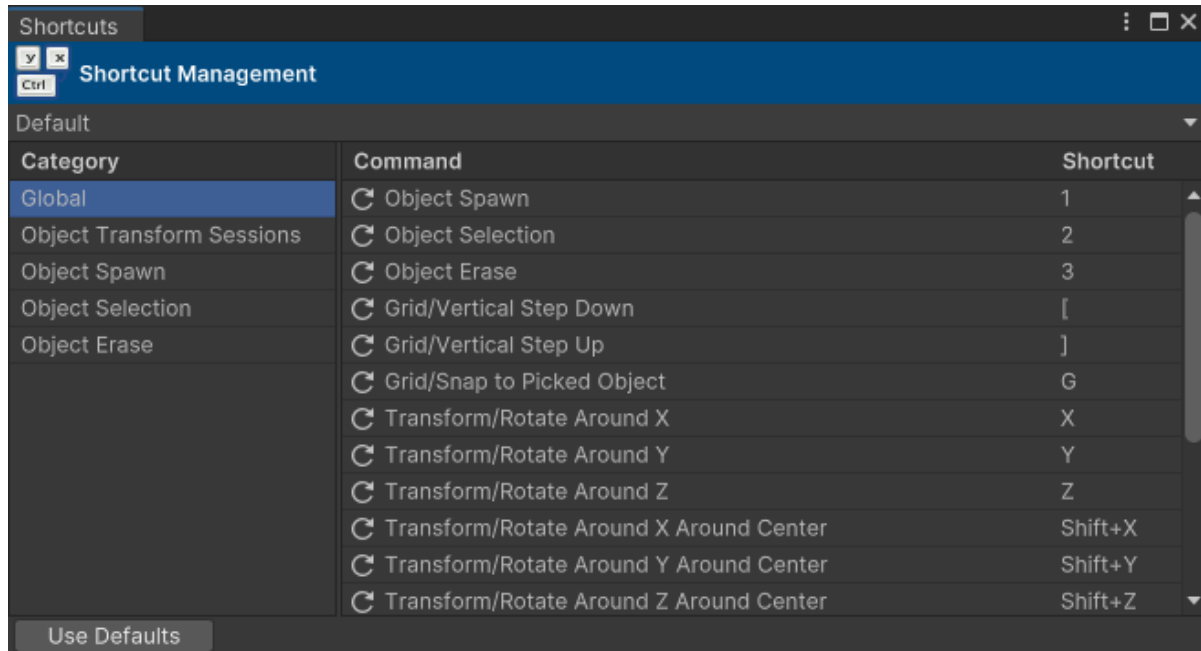 Shortcuts
y x
Ctrl
Shortcut Management
Default
Category Command Shortcut
Global Object Spawn 1
Object Transform Sessions Object Selection 2
Object Spawn Object Erase 3
Object Selection Grid/Vertical Step Down [
Object Erase Grid/Vertical Step Up ]
Grid/Snap to Picked Object G
Transform/Rotate Around X X
Transform/Rotate Around Y Y
Transform/Rotate Around Z Z
Transform/Rotate Around X Around Center Shift+X
Transform/Rotate Around Y Around Center Shift+Y
Transform/Rotate Around Z Around Center Shift+Z
Use Defaults